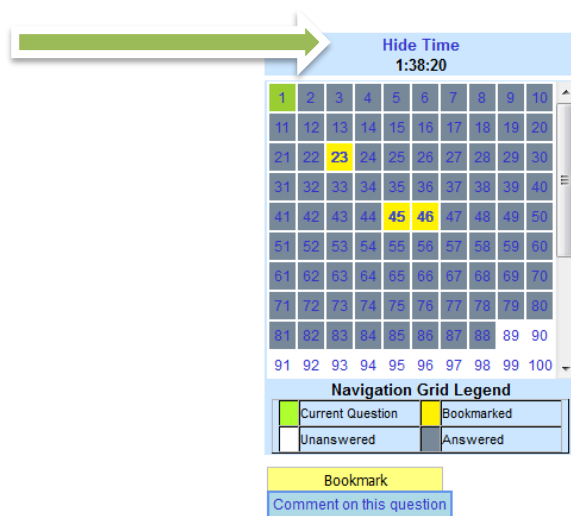 Hide Time
1:38:20
1 2 3 4 5 6 7 8 9 10
11 12 13 14 15 16 17 18 19 20
21 22 23 24 25 26 27 28 29 30
31 32 33 34 35 36 37 38 39 40
41 42 43 44 45 46 47 48 49 50
51 52 53 54 55 56 57 58 59 60
61 62 63 64 65 66 67 68 69 70
71 72 73 74 75 76 77 78 79 80
81 82 83 84 85 86 87 88 89 90
91 92 93 94 95 96 97 98 99 100
Navigation Grid Legend
Current Question Bookmarked
Unanswered Answered
Bookmark
Comment on this question